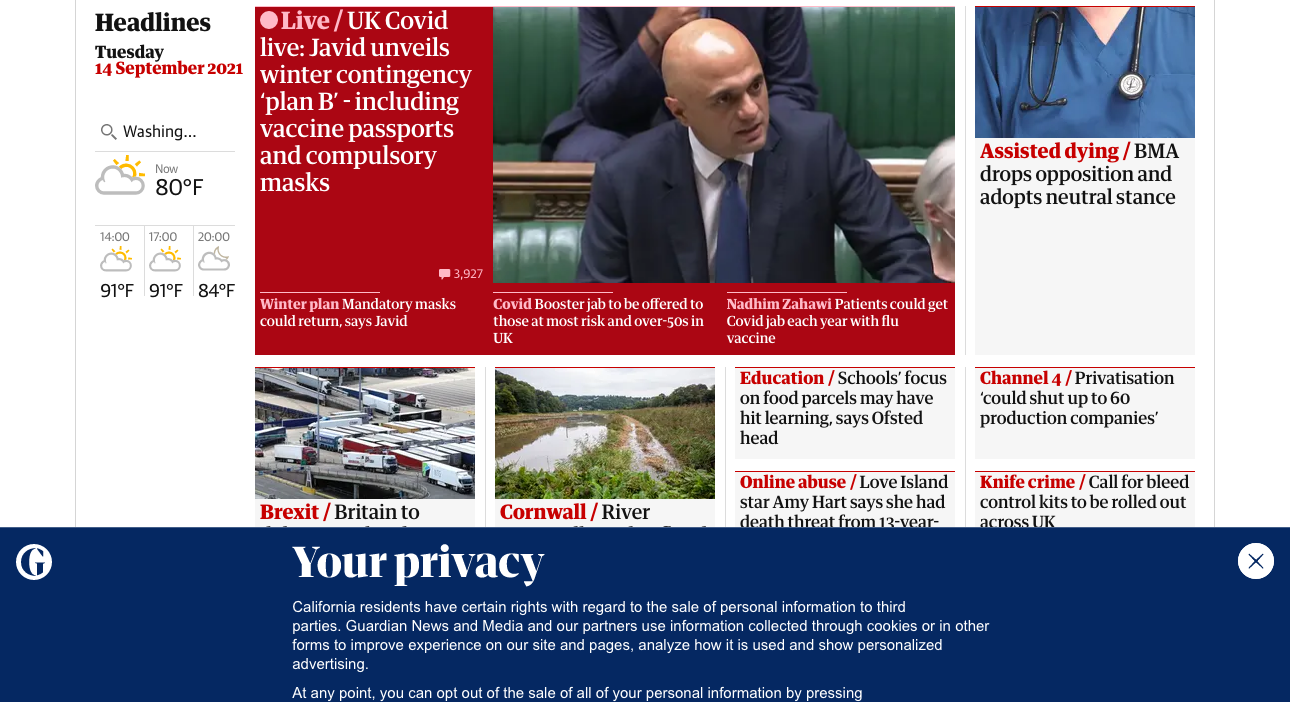 Headlines
Tuesday
14 September 2021
Washing...
Now
80°F
14:00
17:00
20:00
91°F
91°F
84°F
Live / UK Covid
live: Javid unveils
winter contingency
‘plan B’ - including
vaccine passports
and compulsory
masks
3,927
Winter plan Mandatory masks
could return, says Javid
Covid Booster jab to be offered to
those at most risk and over-50s in
UK
Nadhim Zahawi Patients could get
Covid jab each year with flu
vaccine
Assisted dying / BMA
drops opposition and
adopts neutral stance
Brexit / Britain to
Cornwall / River
Education / Schools’ focus
on food parcels may have
hit learning, says Ofsted
head
Online abuse / Love Island
star Amy Hart says she had
death threat from 13-year-
Channel 4 / Privatisation
‘could shut up to 60
production companies’
Knife crime / Call for bleed
control kits to be rolled out
across UK
G
Your privacy
California residents have certain rights with regard to the sale of personal information to third
parties. Guardian News and Media and our partners use information collected through cookies or in other
forms to improve experience on our site and pages, analyze how it is used and show personalized
advertising.
At any point, you can opt out of the sale of all of your personal information by pressing